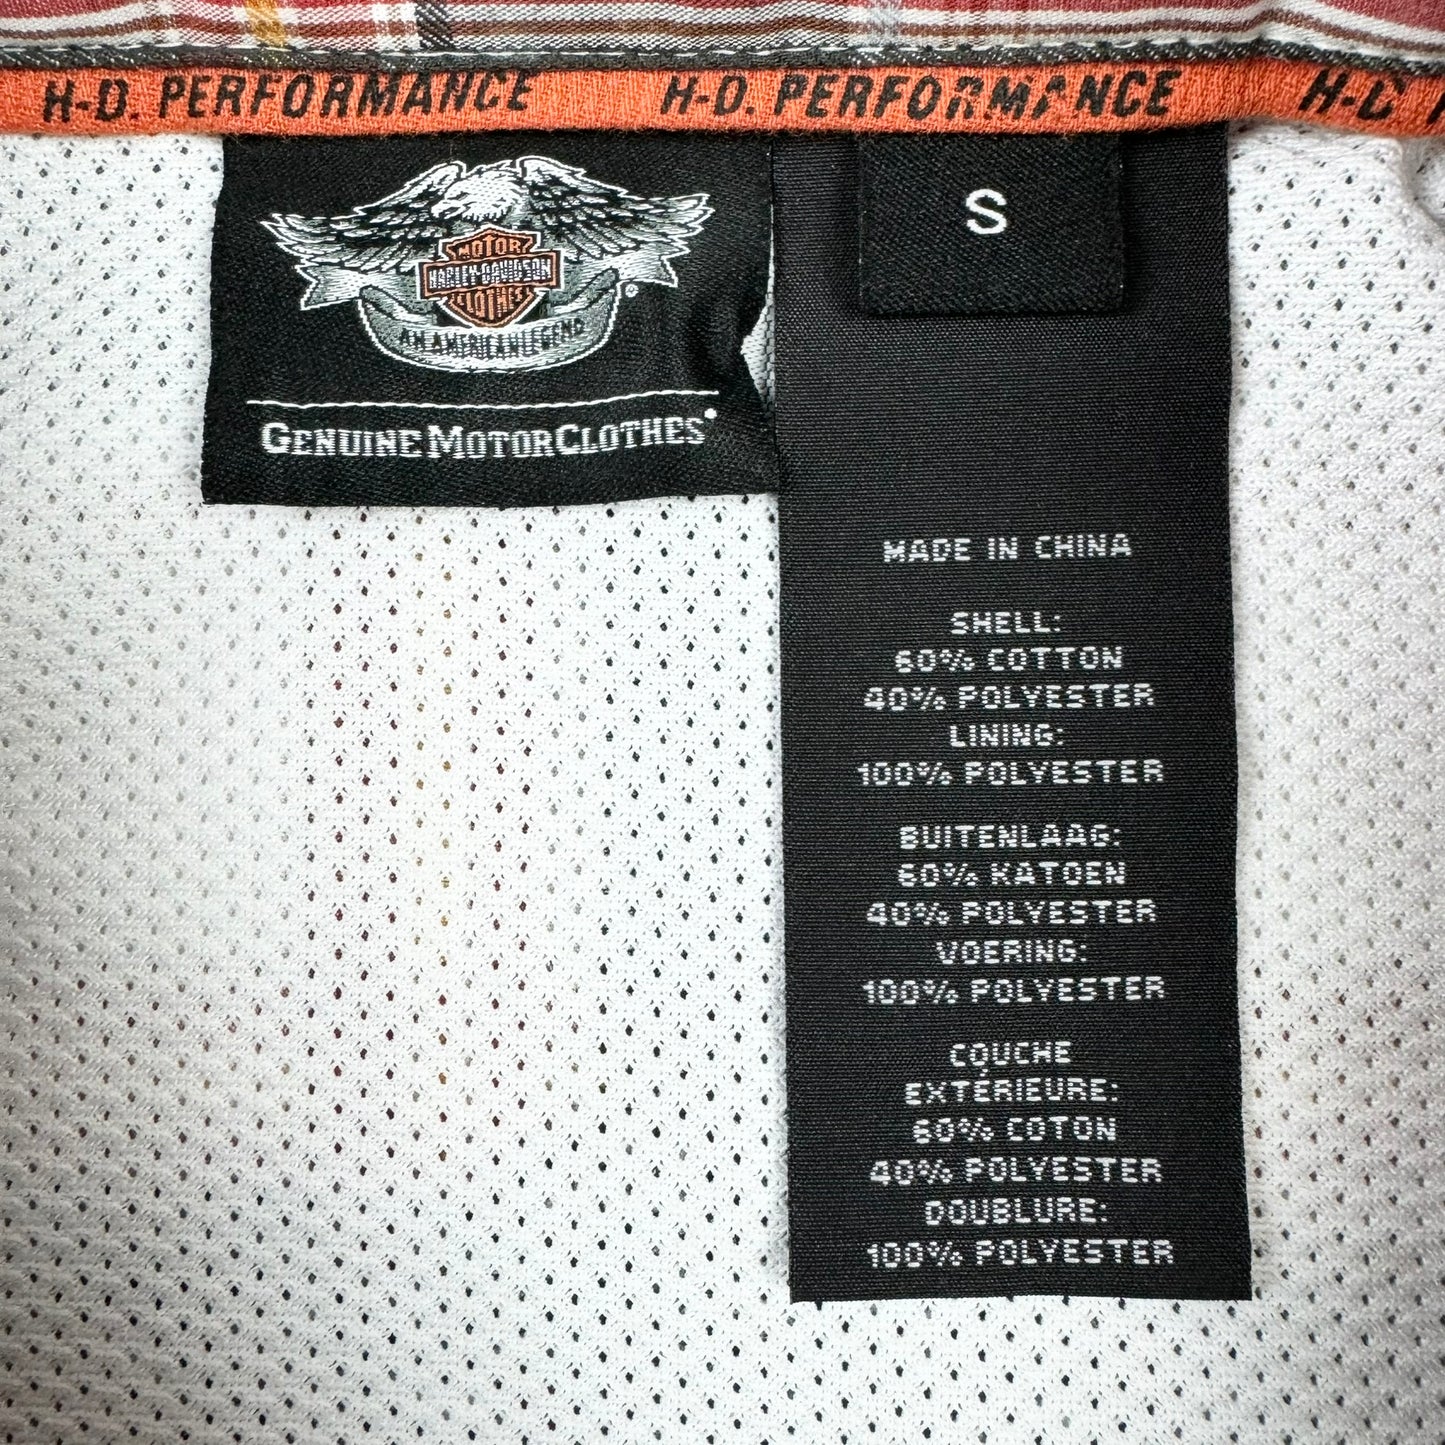 H-D. PERFORMANCE H-D. PERFORMANCE H-D
MOTOR
HARLEY-DAVIDSON
CLOTHES
®
AN AMERICAN LEGEND
GENUINE MOTORCLOTHES®
S
MADE IN CHINA
SHELL:
60% COTTON
40% POLYESTER
LINING:
100% POLYESTER
BUITENLAAG:
60% KATOEN
40% POLYESTER
VOERING:
100% POLYESTER
COUCHE
EXTÉRIEURE:
60% COTON
40% POLYESTER
DOUBLURE:
100% POLYESTER